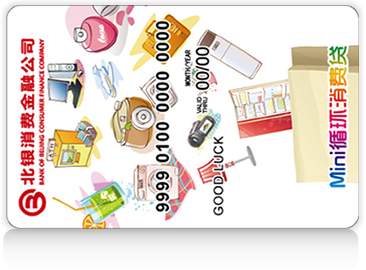 北银消费金融公司
BANK OF BEIJING CONSUMER FINANCE COMPANY
9999 0100 0000 0000
MONTH/YEAR
VALID THRU 00/00
GOOD LUCK
Mini循环消费贷